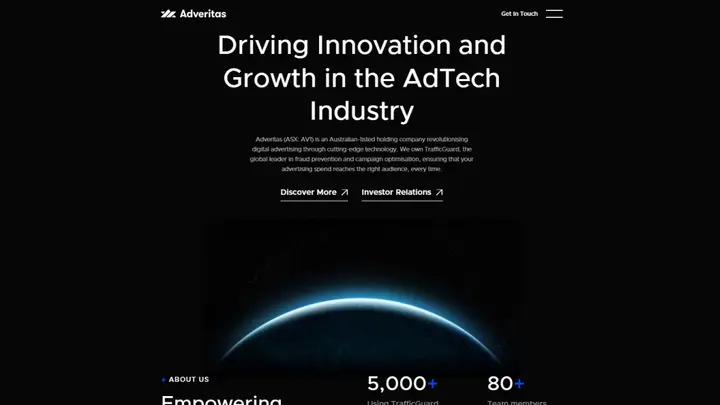 Adveritas
Get In Touch
Driving Innovation and
Growth in the AdTech
Industry
Adveritas (ASX: AV1) is an Australian-listed holding company revolutionising
digital advertising through cutting-edge technology. We own TrafficGuard, the
global leader in fraud prevention and campaign optimisation, ensuring that your
advertising spend reaches the right audience, every time.
Discover More
Investor Relations
ABOUT US
5,000+
80+
Empowering
Using TrafficGuard
Team members